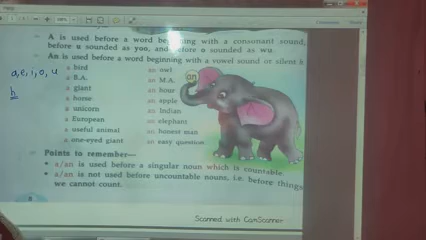 A is used before a word beginning with a consonant sound;
before u sounded as yoo, and before o sounded as wu.
An is used before a word beginning with a vowel sound or silent h
a, e, i, o, u
h
a bird an owl
a B.A. an M.A.
a giant an hour
a horse an apple
a unicorn an Indian
a European an elephant
a useful animal an honest man
a one-eyed giant an easy question
an
Points to remember—
a/an is used before a singular noun which is countable.
a/an is not used before uncountable nouns, i.e. before things
we cannot count.
8
Scanned with CamScanner